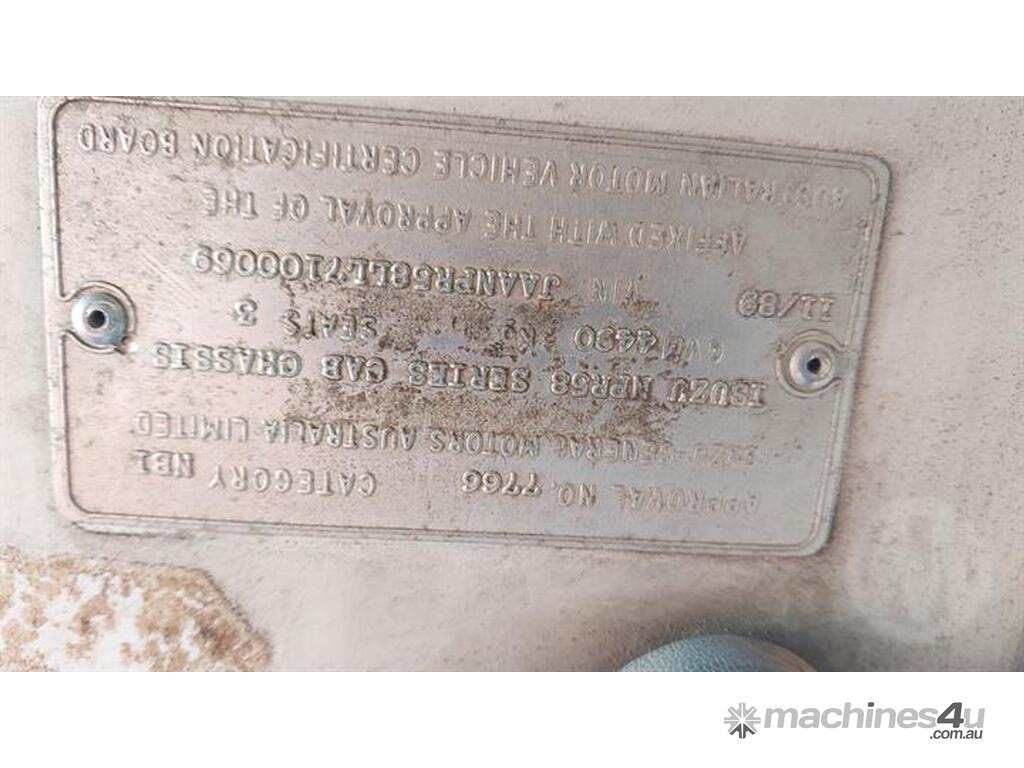 APPROVAL NO. 7766 CATEGORY NB1
ISUZU-GENERAL MOTORS AUSTRALIA LIMITED
ISUZU NPR58 SERIES CAB CHASSIS
GVM 4490 Kg SEATS 3
11/89 VIN JAANPR58LL7100069
AFFIXED WITH THE APPROVAL OF THE
AUSTRALIAN MOTOR VEHICLE CERTIFICATION BOARD
machines4u
.com.au